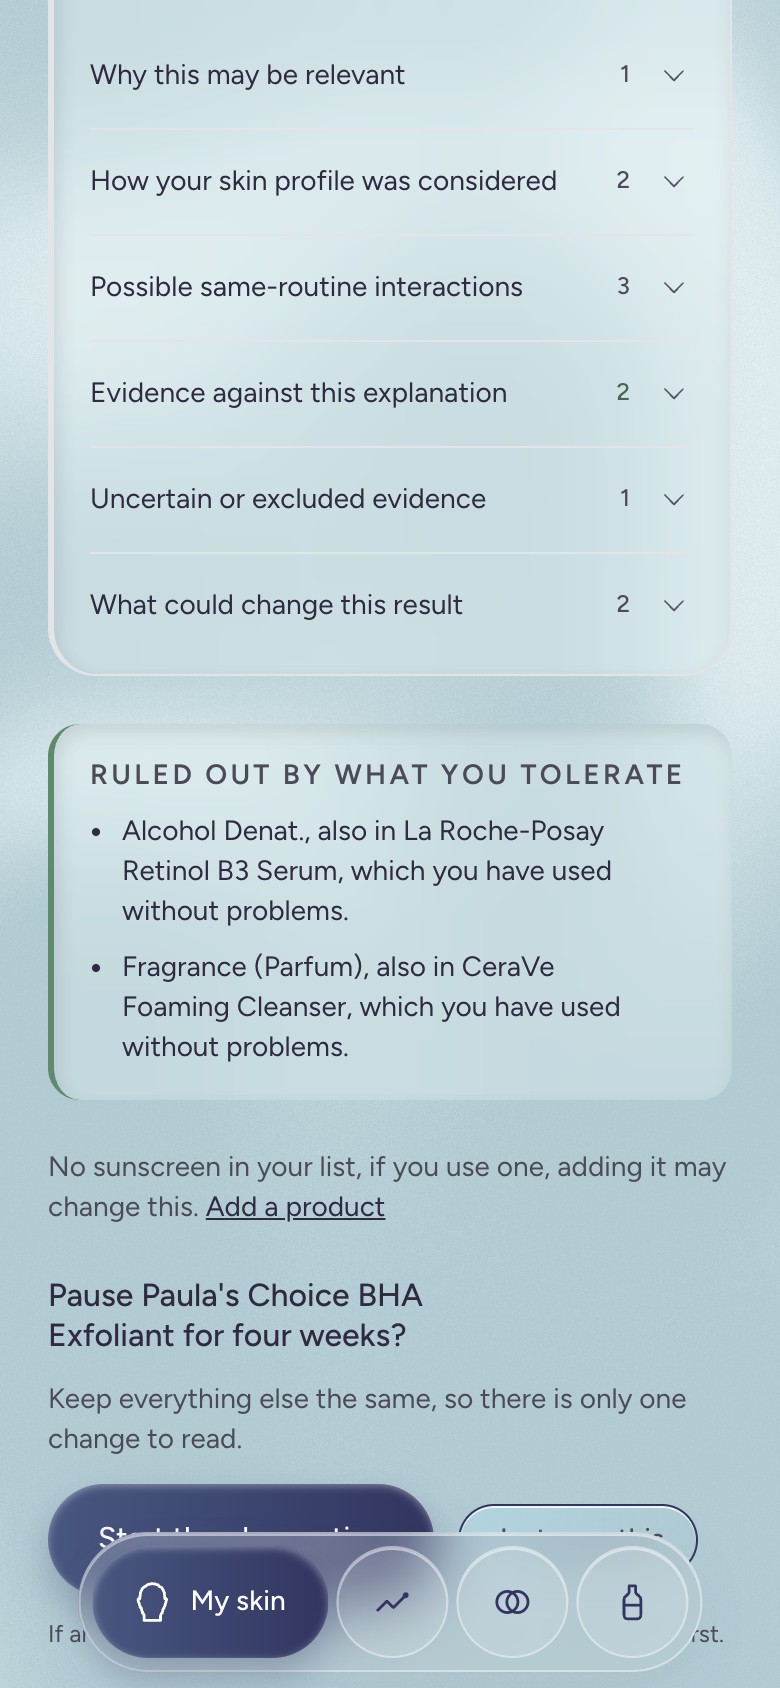 Why this may be relevant 1
How your skin profile was considered 2
Possible same-routine interactions 3
Evidence against this explanation 2
Uncertain or excluded evidence 1
What could change this result 2
RULED OUT BY WHAT YOU TOLERATE
• Alcohol Denat., also in La Roche-Posay
Retinol B3 Serum, which you have used
without problems.
• Fragrance (Parfum), also in CeraVe
Foaming Cleanser, which you have used
without problems.
No sunscreen in your list, if you use one, adding it may
change this. Add a product
Pause Paula's Choice BHA
Exfoliant for four weeks?
Keep everything else the same, so there is only one
change to read.
My skin
If